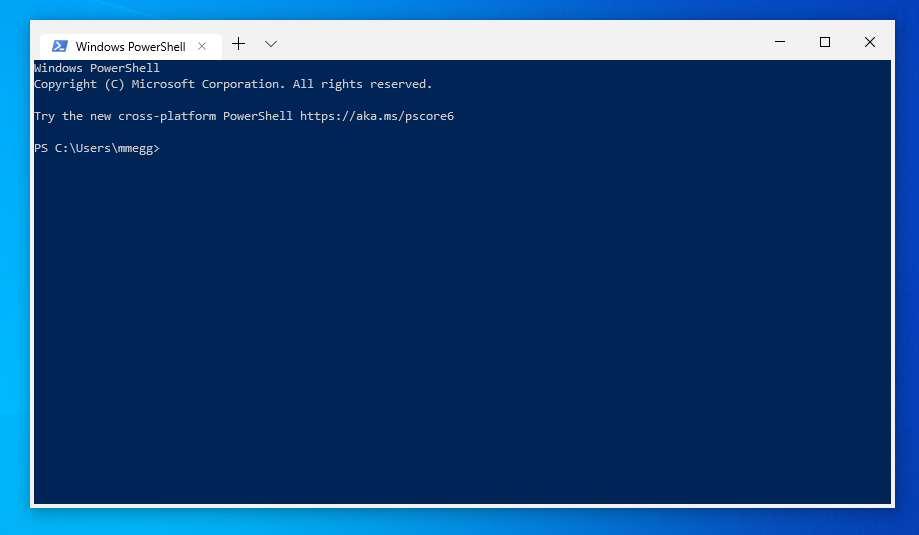 Windows PowerShell
Windows PowerShell
Copyright (C) Microsoft Corporation. All rights reserved.
Try the new cross-platform PowerShell https://aka.ms/pscore6
PS C:\Users\mmegg>